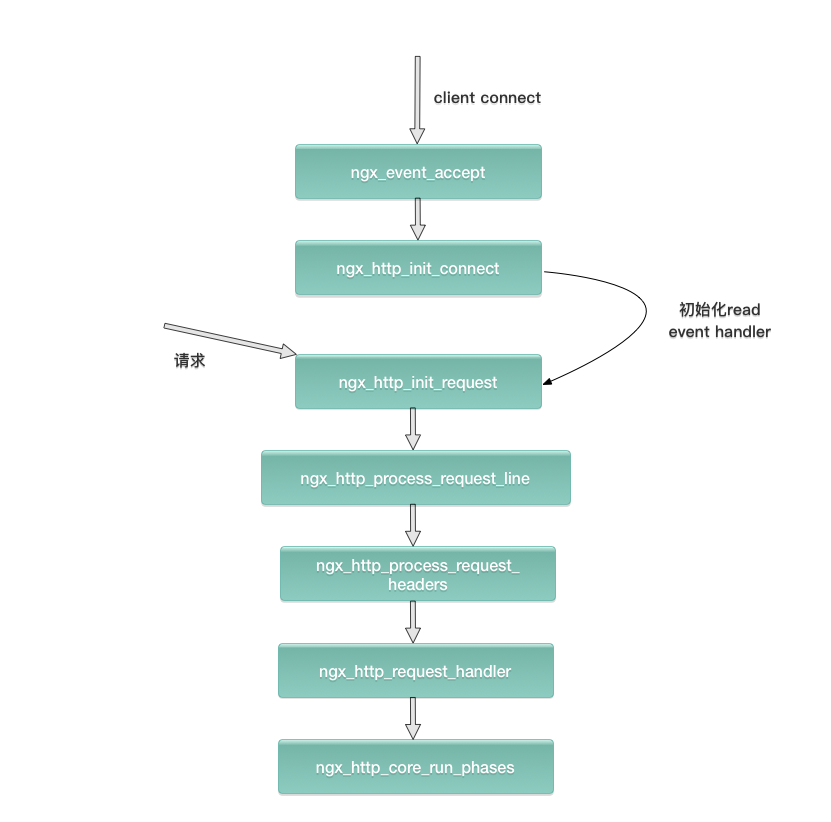 client connect
ngx_event_accept
ngx_http_init_connect
初始化read
event handler
请求
ngx_http_init_request
ngx_http_process_request_line
ngx_http_process_request_
headers
ngx_http_request_handler
ngx_http_core_run_phases